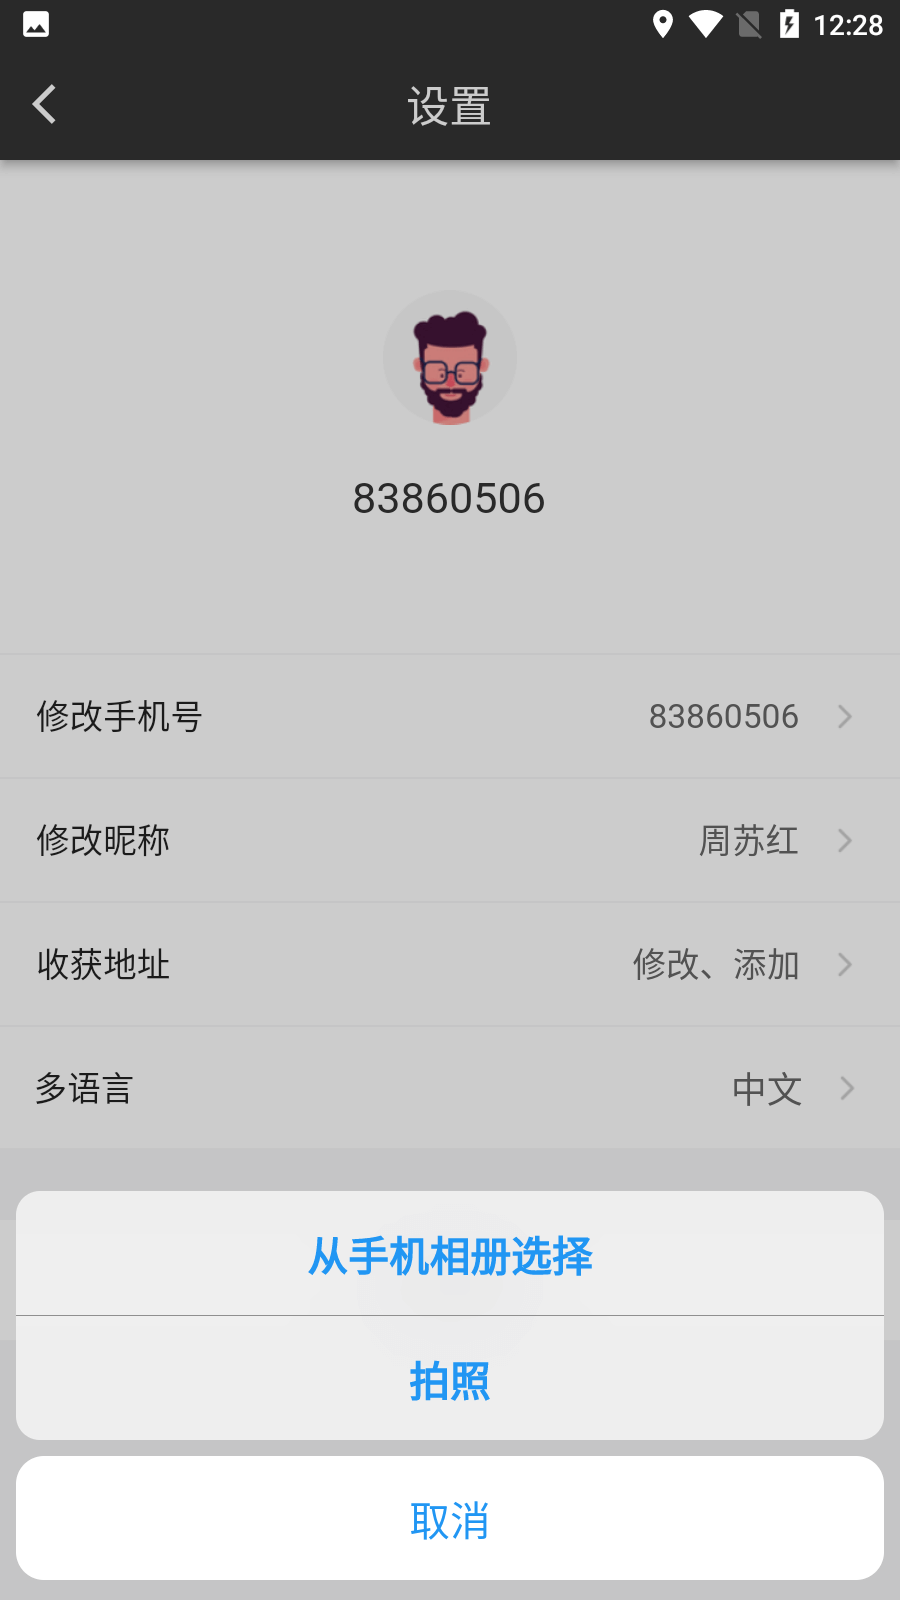 12:28
设置
83860506
修改手机号 83860506
修改昵称 周苏红
收获地址 修改、添加
多语言 中文
从手机相册选择
拍照
取消